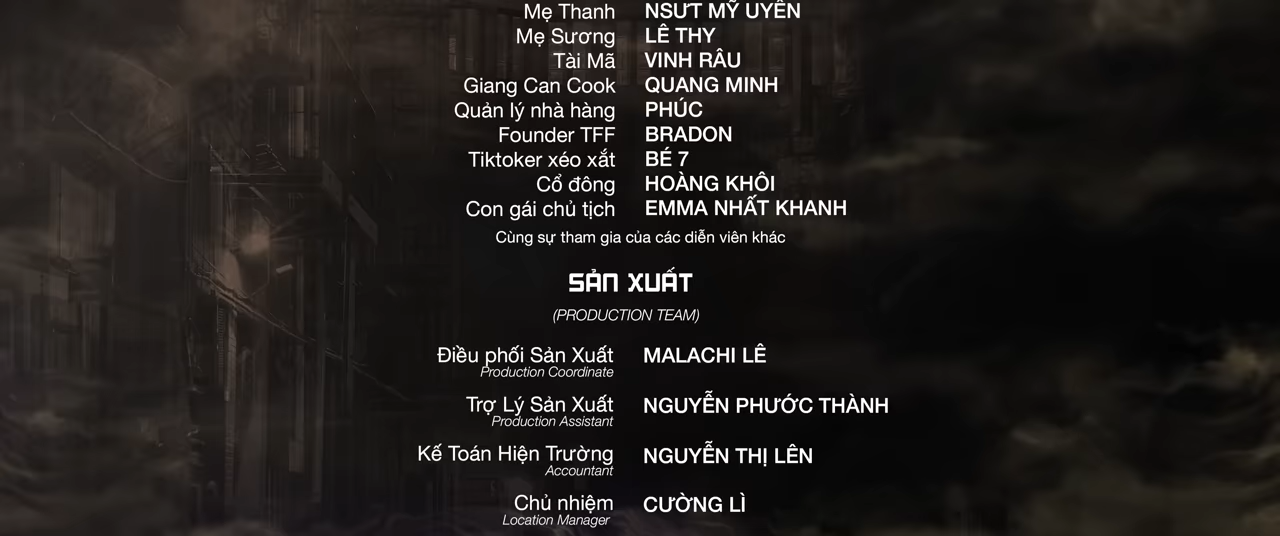 Mẹ Thanh NSƯT MỸ UYÊN
Mẹ Sương LÊ THY
Tài Mã VINH RÂU
Giang Can Cook QUANG MINH
Quản lý nhà hàng PHÚC
Founder TFF BRADON
Tiktoker xéo xắt BÉ 7
Cổ đông HOÀNG KHÔI
Con gái chủ tịch EMMA NHẤT KHANH
Cùng sự tham gia của các diễn viên khác
SẢN XUẤT
(PRODUCTION TEAM)
Điều phối Sản Xuất MALACHI LÊ
Production Coordinate
Trợ Lý Sản Xuất NGUYỄN PHƯỚC THÀNH
Production Assistant
Kế Toán Hiện Trường NGUYỄN THỊ LÊN
Accountant
Chủ nhiệm CƯỜNG LÌ
Location Manager